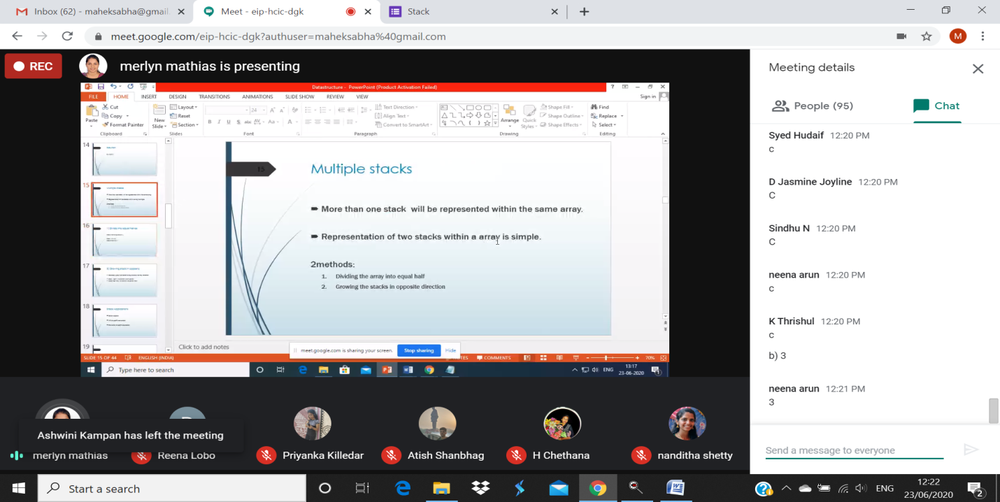 Inbox (62) - maheksabha@gmail.
Meet - eip-hcic-dgk
Stack
meet.google.com/eip-hcic-dgk?authuser=maheksabha%40gmail.com
M
REC
merlyn mathias is presenting
Datastructure - PowerPoint (Product Activation Failed)
Sign in
FILE HOME INSERT DESIGN TRANSITIONS ANIMATIONS SLIDE SHOW REVIEW VIEW
Paste
Cut
Copy
Format Painter
Clipboard
New Slide
Layout
Reset
Section
Slides
24
Font
Text Direction
Align Text
Convert to SmartArt
Paragraph
Arrange
Quick Styles
Shape Fill
Shape Outline
Shape Effects
Drawing
Find
Replace
Select
Editing
14
15
16
17
18
19
15
Multiple stacks
More than one stack will be represented within the same array.
Representation of two stacks within a array is simple.
2methods:
1. Dividing the array into equal half
2. Growing the stacks in opposite direction
Click to add notes
meet.google.com is sharing your screen.
Stop sharing
Hide
SLIDE 15 OF 44
ENGLISH (INDIA)
COMMENTS
70%
Type here to search
ENG
13:17
23-06-2020
Ashwini Kampan has left the meeting
merlyn mathias
Reena Lobo
Priyanka Killedar
Atish Shanbhag
H Chethana
nanditha shetty
Meeting details
People (95)
Chat
Syed Hudaif 12:20 PM
c
D Jasmine Joyline 12:20 PM
C
Sindhu N 12:20 PM
C
neena arun 12:20 PM
c
K Thrishul 12:20 PM
c
b) 3
neena arun 12:21 PM
3
Send a message to everyone
Start a search
ENG
12:22
23/06/2020
2